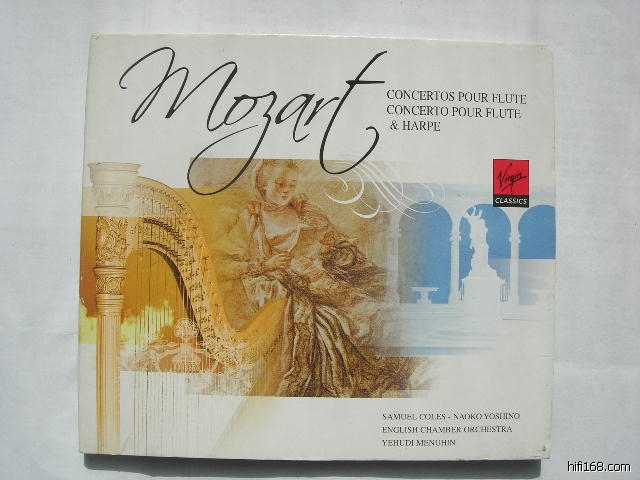 Mozart
CONCERTOS POUR FLUTE
CONCERTO POUR FLUTE
& HARPE
Virgin
CLASSICS
SAMUEL COLES - NAOKO YOSHINO
ENGLISH CHAMBER ORCHESTRA
YEHUDI MENUHIN
hifi168.com